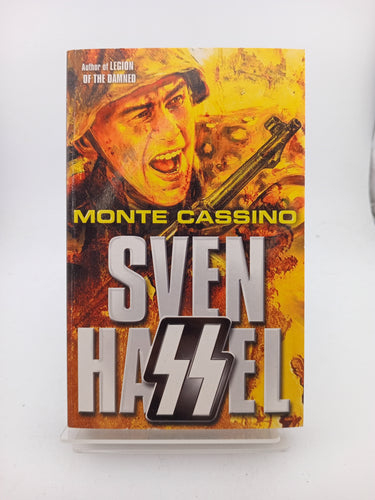 Author of LEGION
OF THE DAMNED
MONTE CASSINO
SVEN
HASSEL